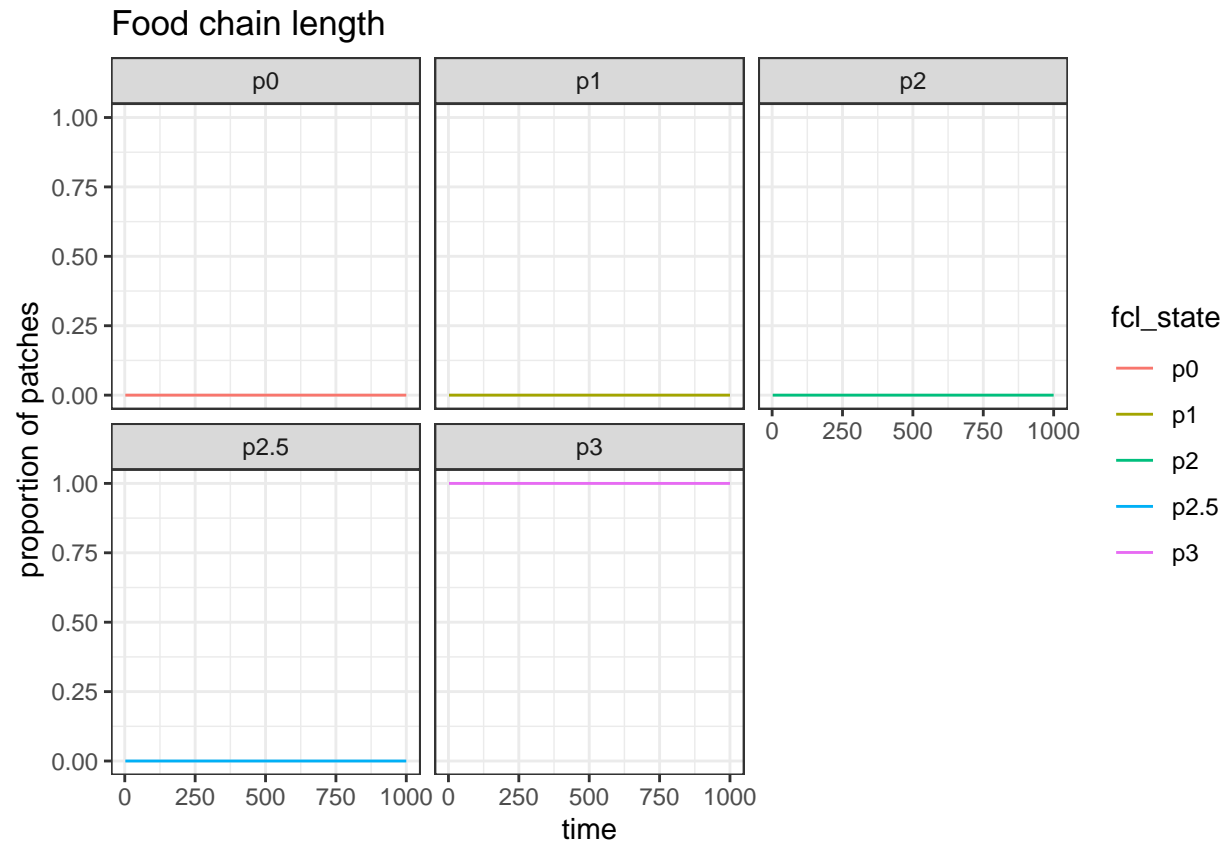 Food chain length
p0 p1 p2
1.00
0.75
0.50
0.25
0.00
0 250 500 750 1000
p2.5 p3
1.00
0.75
0.50
0.25
0.00
0 250 500 750 1000 0 250 500 750 1000
time
proportion of patches
fcl_state
p0
p1
p2
p2.5
p3